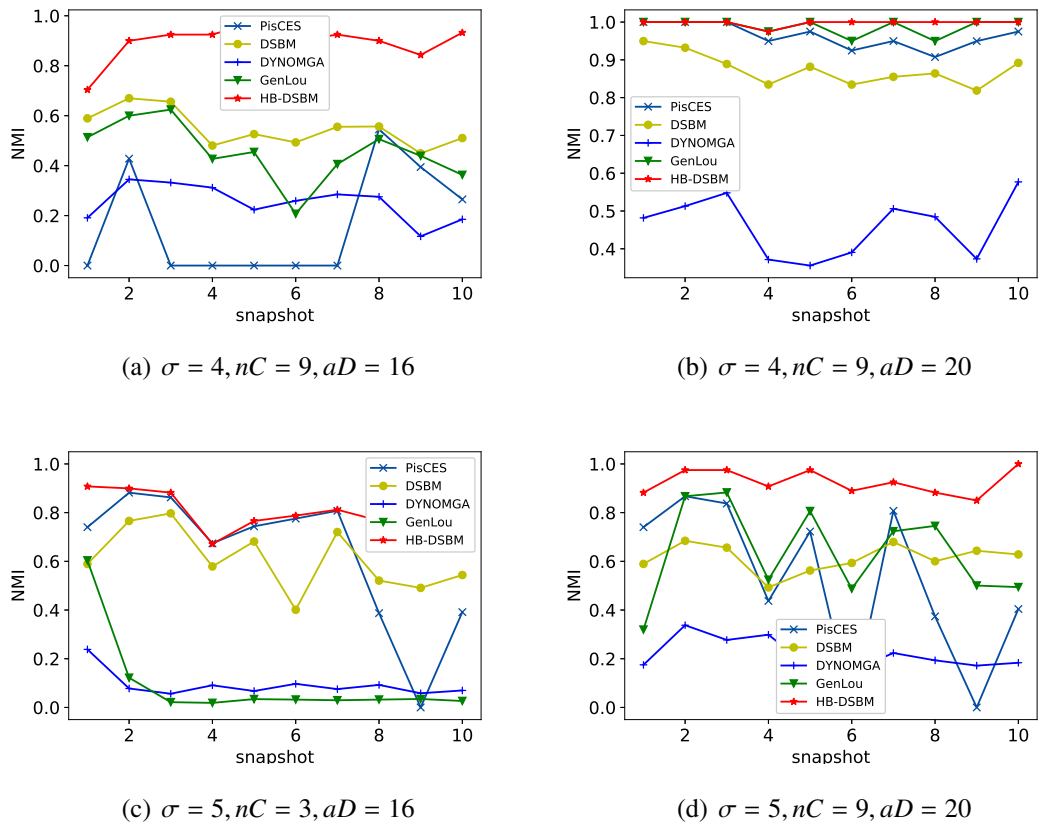 1.0
0.8
0.6
0.4
0.2
0.0
NMI
PisCES
DSBM
DYNOMGA
GenLou
HB-DSBM
2 4 6 8 10
snapshot
(a) σ = 4, nC = 9, aD = 16
1.0
0.9
0.8
0.7
0.6
0.5
0.4
NMI
PisCES
DSBM
DYNOMGA
GenLou
HB-DSBM
2 4 6 8 10
snapshot
(b) σ = 4, nC = 9, aD = 20
1.0
0.8
0.6
0.4
0.2
0.0
NMI
PisCES
DSBM
DYNOMGA
GenLou
HB-DSBM
2 4 6 8 10
snapshot
(c) σ = 5, nC = 3, aD = 16
1.0
0.8
0.6
0.4
0.2
0.0
NMI
PisCES
DSBM
DYNOMGA
GenLou
HB-DSBM
2 4 6 8 10
snapshot
(d) σ = 5, nC = 9, aD = 20